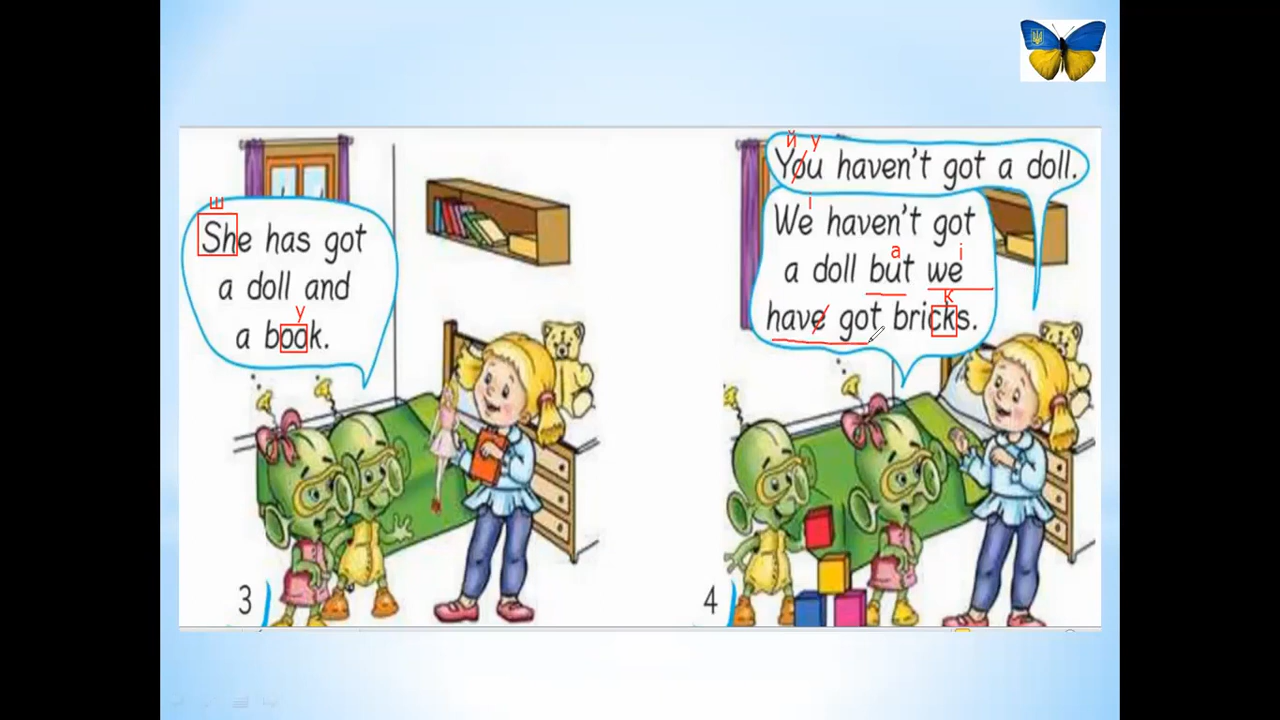 ш
She has got
a doll and
у
a book.
3
й у
You haven't got a doll.
і
We haven't got
а і
a doll but we
к
have got bricks.
4